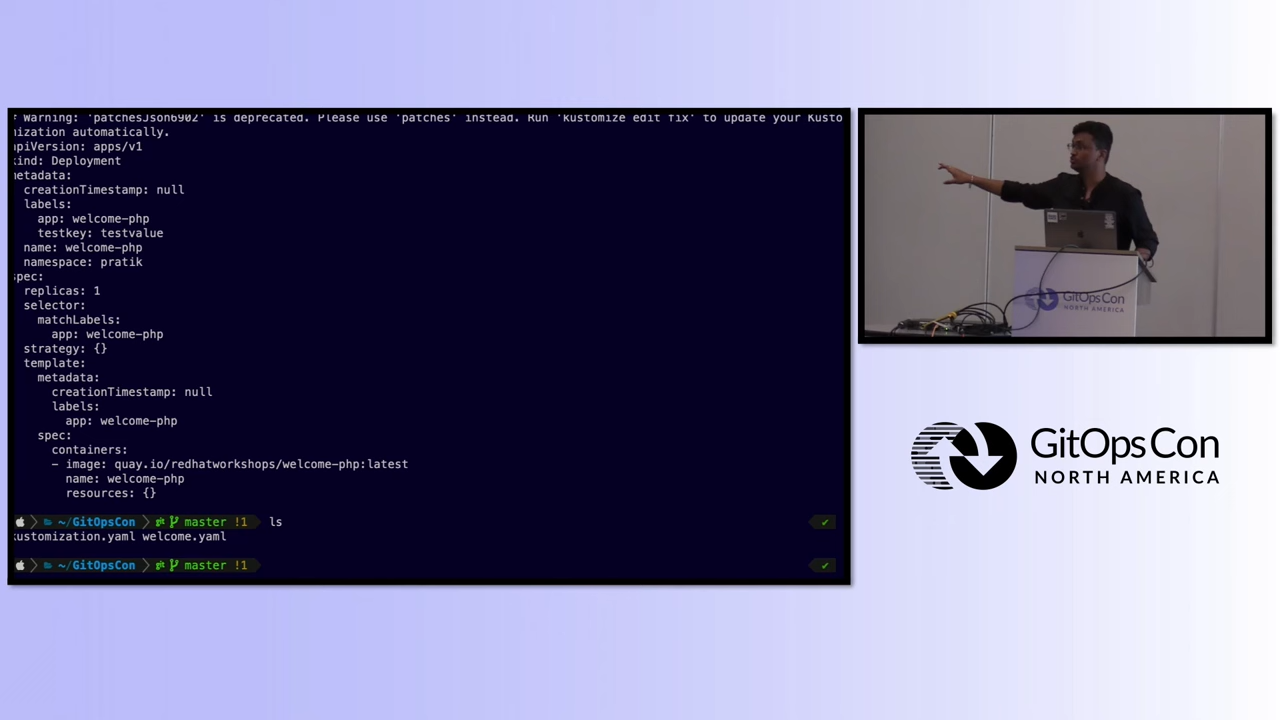 Warning: 'patchesJson6902' is deprecated. Please use 'patches' instead. Run 'kustomize edit fix' to update your Kusto
mization automatically.
apiVersion: apps/v1
kind: Deployment
metadata:
  creationTimestamp: null
  labels:
    app: welcome-php
    testkey: testvalue
  name: welcome-php
  namespace: pratik
spec:
  replicas: 1
  selector:
    matchLabels:
      app: welcome-php
  strategy: {}
  template:
    metadata:
      creationTimestamp: null
      labels:
        app: welcome-php
    spec:
      containers:
      - image: quay.io/redhatworkshops/welcome-php:latest
        name: welcome-php
        resources: {}
~/GitOpsCon master !1 ls ✓
kustomization.yaml welcome.yaml
~/GitOpsCon master !1 ✓
GitOpsCon
NORTH AMERICA
GitOpsCon
NORTH AMERICA